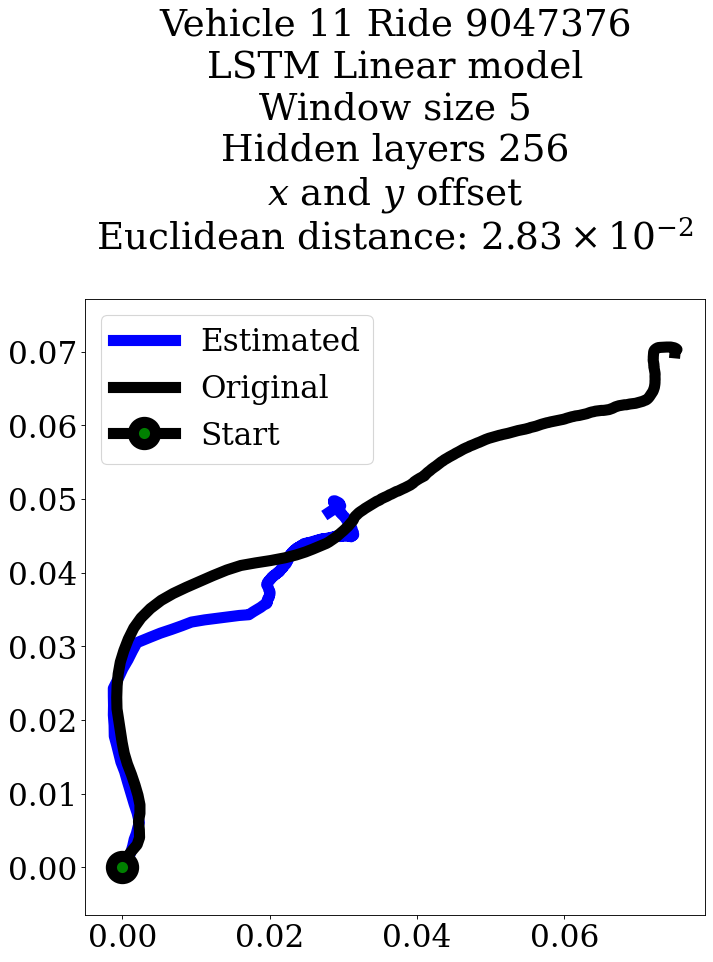 Vehicle 11 Ride 9047376
LSTM Linear model
Window size 5
Hidden layers 256
x and y offset
Euclidean distance: 2.83 × 10⁻²
Estimated
Original
Start
0.07
0.06
0.05
0.04
0.03
0.02
0.01
0.00
0.00 0.02 0.04 0.06